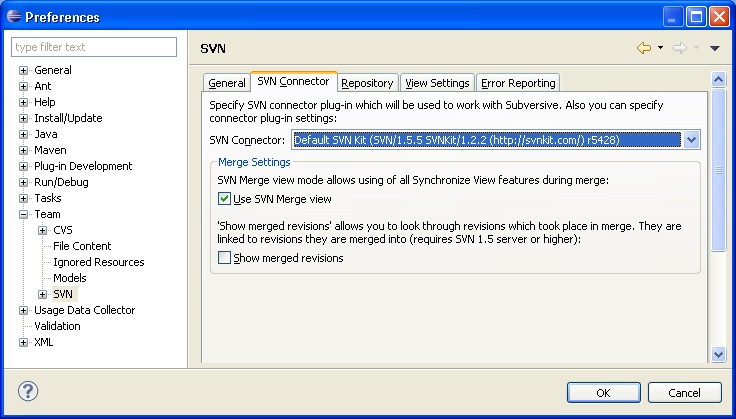 Preferences
type filter text
General
Ant
Help
Install/Update
Java
Maven
Plug-in Development
Run/Debug
Tasks
Team
CVS
File Content
Ignored Resources
Models
SVN
Usage Data Collector
Validation
XML
SVN
General SVN Connector Repository View Settings Error Reporting
Specify SVN connector plug-in which will be used to work with Subversive. Also you can specify
connector plug-in settings:
SVN Connector: Default SVN Kit (SVN/1.5.5 SVNKit/1.2.2 (http://svnkit.com/) r5428)
Merge Settings
SVN Merge view mode allows using of all Synchronize View features during merge:
Use SVN Merge view
'Show merged revisions' allows you to look through revisions which took place in merge. They are
linked to revisions they are merged into (requires SVN 1.5 server or higher):
Show merged revisions
?
OK Cancel